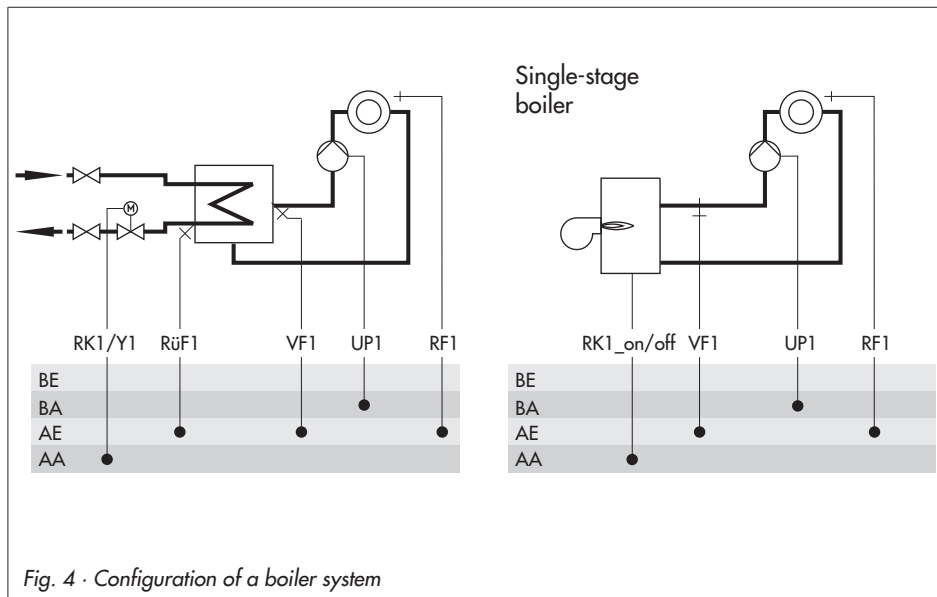 Single-stage
boiler
M
RK1/Y1 RüF1 VF1 UP1 RF1
BE
BA
AE
AA
RK1_on/off VF1 UP1 RF1
BE
BA
AE
AA
Fig. 4 · Configuration of a boiler system